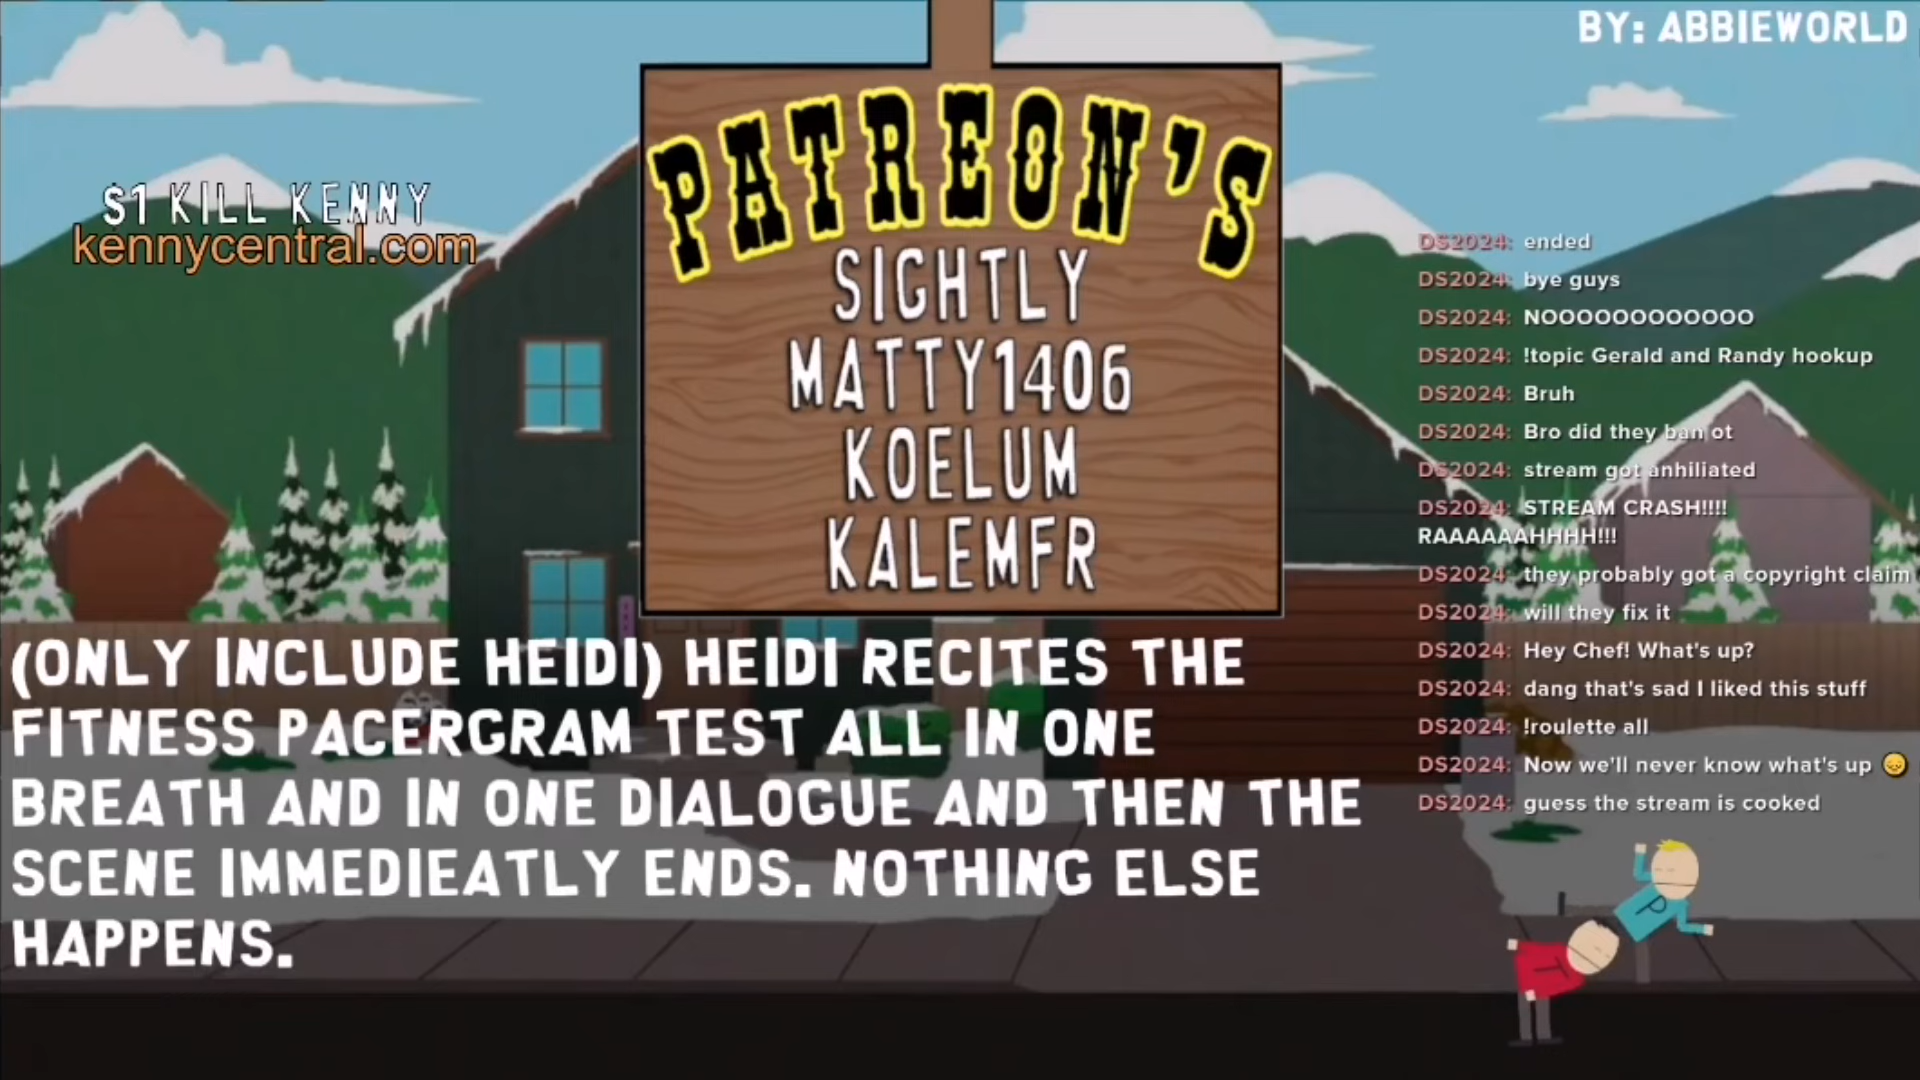 BY: ABBIEWORLD
PATREON'S
$1 KILL KENNY
kennycentral.com
SIGHTLY
MATTY1406
KOELUM
KALEMFR
DS2024: ended
DS2024: bye guys
DS2024: NOOOOOOOOOOOO
DS2024: !topic Gerald and Randy hookup
DS2024: Bruh
DS2024: Bro did they ban ot
DS2024: stream got anhiliated
DS2024: STREAM CRASH!!!!
RAAAAAAHHHH!!!
DS2024: they probably got a copyright claim
DS2024: will they fix it
DS2024: Hey Chef! What's up?
DS2024: dang that's sad I liked this stuff
DS2024: !roulette all
DS2024: Now we'll never know what's up 😞
DS2024: guess the stream is cooked
(ONLY INCLUDE HEIDI) HEIDI RECITES THE
FITNESS PACERGRAM TEST ALL IN ONE
BREATH AND IN ONE DIALOGUE AND THEN THE
SCENE IMMEDIEATLY ENDS. NOTHING ELSE
HAPPENS.
P
T